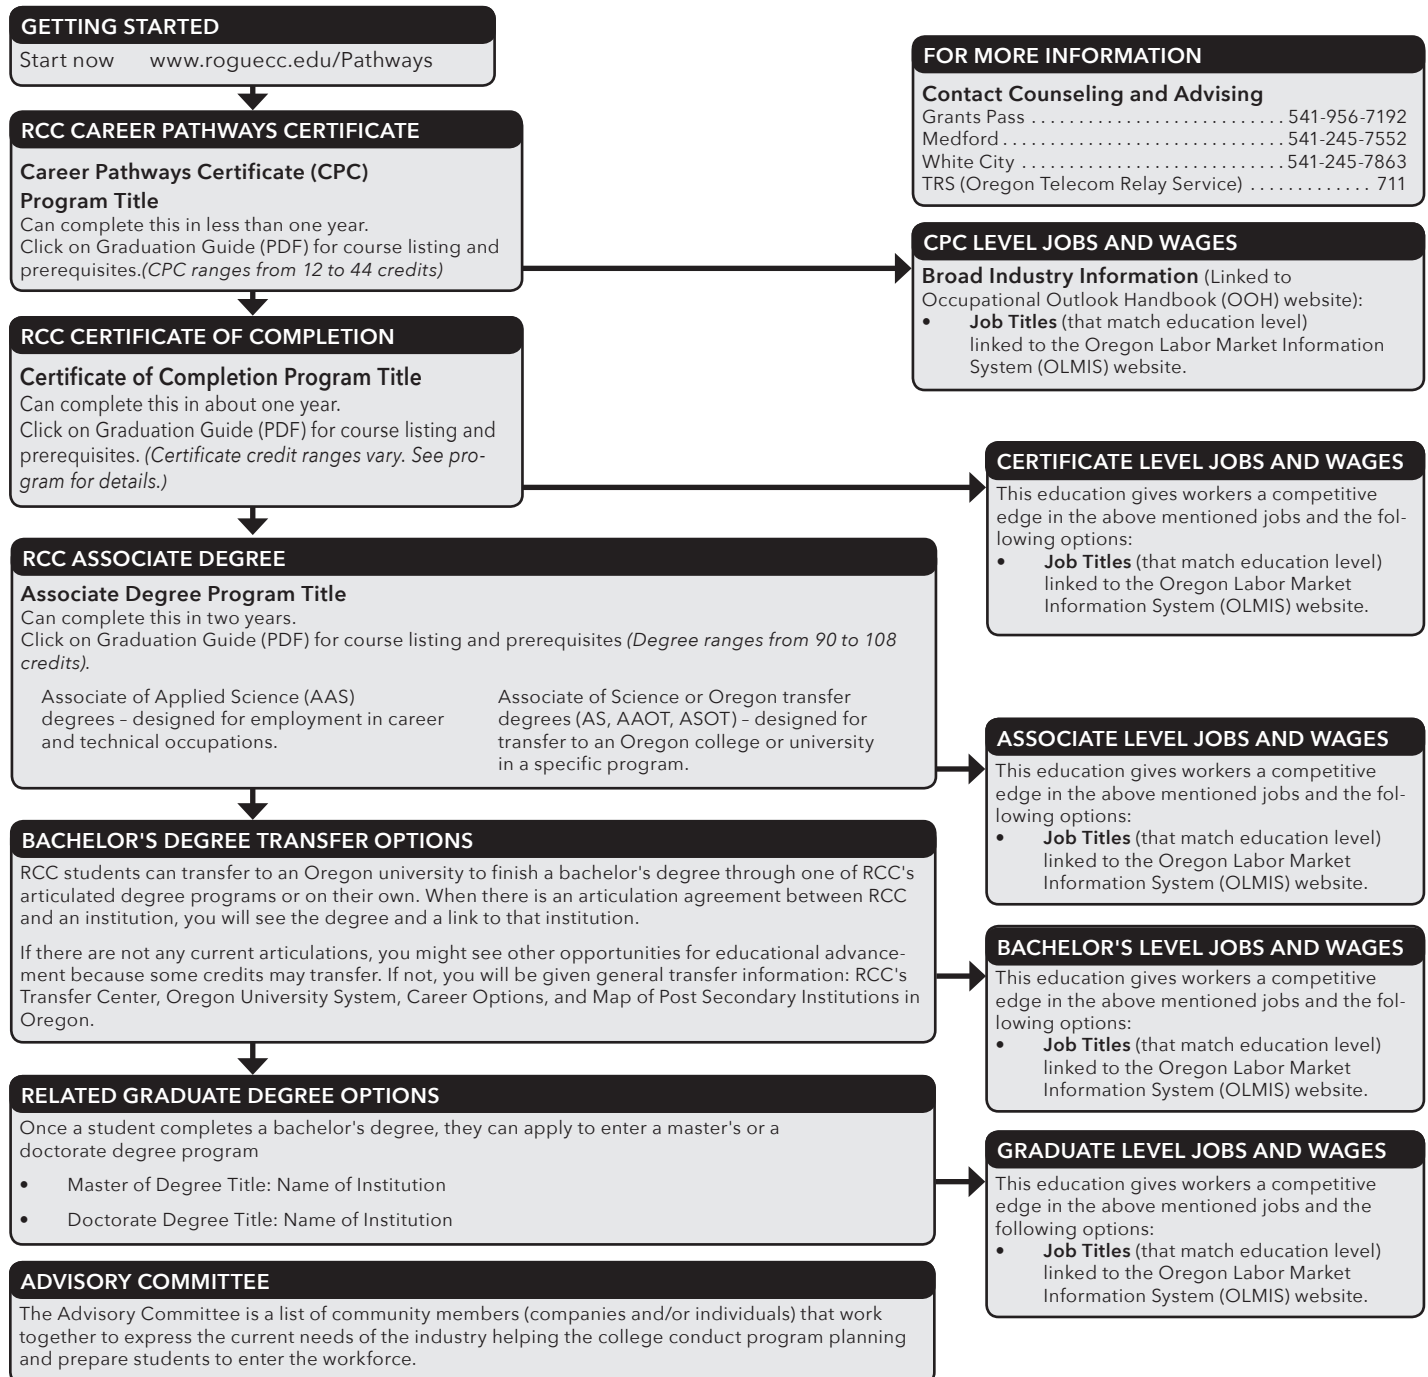 GETTING STARTED
Start now www.roguecc.edu/Pathways
RCC CAREER PATHWAYS CERTIFICATE
Career Pathways Certificate (CPC)
Program Title
Can complete this in less than one year.
Click on Graduation Guide (PDF) for course listing and
prerequisites.(CPC ranges from 12 to 44 credits)
RCC CERTIFICATE OF COMPLETION
Certificate of Completion Program Title
Can complete this in about one year.
Click on Graduation Guide (PDF) for course listing and
prerequisites. (Certificate credit ranges vary. See pro-
gram for details.)
RCC ASSOCIATE DEGREE
Associate Degree Program Title
Can complete this in two years.
Click on Graduation Guide (PDF) for course listing and prerequisites (Degree ranges from 90 to 108
credits).
Associate of Applied Science (AAS)
degrees – designed for employment in career
and technical occupations.
Associate of Science or Oregon transfer
degrees (AS, AAOT, ASOT) – designed for
transfer to an Oregon college or university
in a specific program.
BACHELOR'S DEGREE TRANSFER OPTIONS
RCC students can transfer to an Oregon university to finish a bachelor's degree through one of RCC's
articulated degree programs or on their own. When there is an articulation agreement between RCC
and an institution, you will see the degree and a link to that institution.
If there are not any current articulations, you might see other opportunities for educational advance-
ment because some credits may transfer. If not, you will be given general transfer information: RCC's
Transfer Center, Oregon University System, Career Options, and Map of Post Secondary Institutions in
Oregon.
RELATED GRADUATE DEGREE OPTIONS
Once a student completes a bachelor's degree, they can apply to enter a master's or a
doctorate degree program
• Master of Degree Title: Name of Institution
• Doctorate Degree Title: Name of Institution
ADVISORY COMMITTEE
The Advisory Committee is a list of community members (companies and/or individuals) that work
together to express the current needs of the industry helping the college conduct program planning
and prepare students to enter the workforce.
FOR MORE INFORMATION
Contact Counseling and Advising
Grants Pass . . . . . . . . . . . . . . . . . . . . . . . . . . 541-956-7192
Medford . . . . . . . . . . . . . . . . . . . . . . . . . . . . . 541-245-7552
White City . . . . . . . . . . . . . . . . . . . . . . . . . . . 541-245-7863
TRS (Oregon Telecom Relay Service) . . . . . . . . . . . . . 711
CPC LEVEL JOBS AND WAGES
Broad Industry Information (Linked to
Occupational Outlook Handbook (OOH) website):
• Job Titles (that match education level)
linked to the Oregon Labor Market Information
System (OLMIS) website.
CERTIFICATE LEVEL JOBS AND WAGES
This education gives workers a competitive
edge in the above mentioned jobs and the fol-
lowing options:
• Job Titles (that match education level)
linked to the Oregon Labor Market
Information System (OLMIS) website.
ASSOCIATE LEVEL JOBS AND WAGES
This education gives workers a competitive
edge in the above mentioned jobs and the fol-
lowing options:
• Job Titles (that match education level)
linked to the Oregon Labor Market
Information System (OLMIS) website.
BACHELOR'S LEVEL JOBS AND WAGES
This education gives workers a competitive
edge in the above mentioned jobs and the fol-
lowing options:
• Job Titles (that match education level)
linked to the Oregon Labor Market
Information System (OLMIS) website.
GRADUATE LEVEL JOBS AND WAGES
This education gives workers a competitive
edge in the above mentioned jobs and the
following options:
• Job Titles (that match education level)
linked to the Oregon Labor Market
Information System (OLMIS) website.